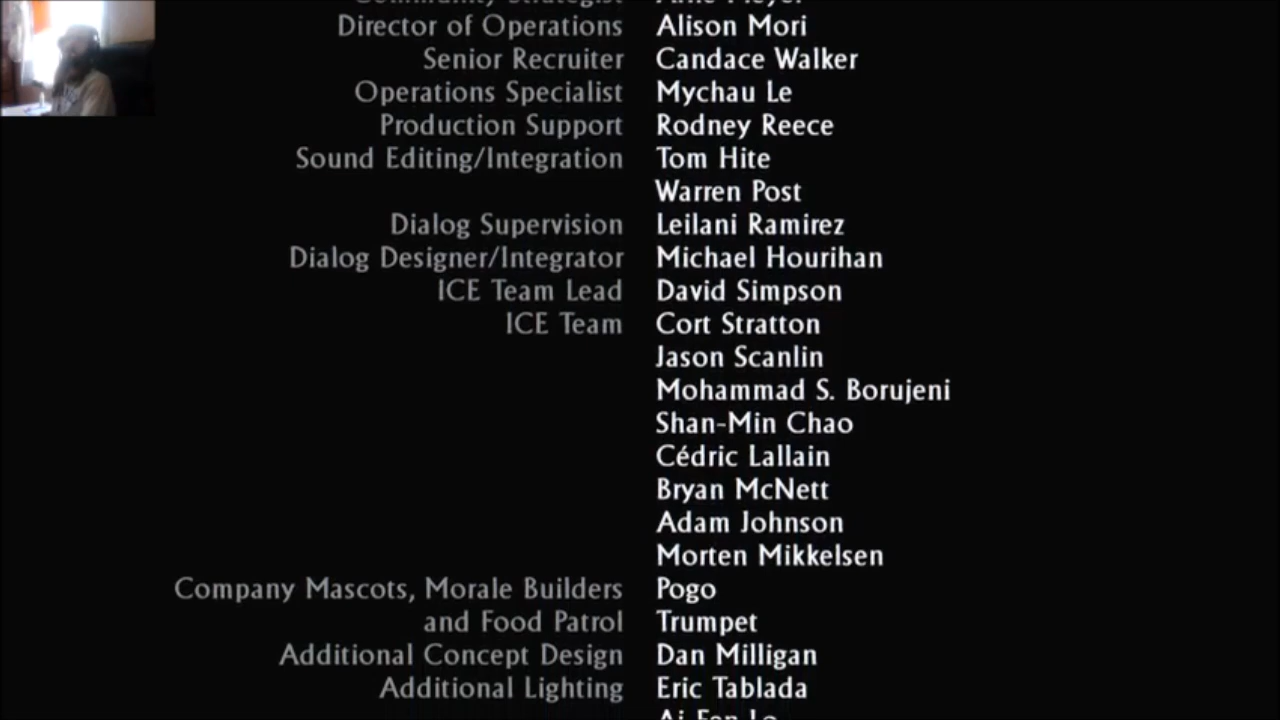 Director of Operations Alison Mori
Senior Recruiter Candace Walker
Operations Specialist Mychau Le
Production Support Rodney Reece
Sound Editing/Integration Tom Hite
Warren Post
Dialog Supervision Leilani Ramirez
Dialog Designer/Integrator Michael Hourihan
ICE Team Lead David Simpson
ICE Team Cort Stratton
Jason Scanlin
Mohammad S. Borujeni
Shan-Min Chao
Cédric Lallain
Bryan McNett
Adam Johnson
Morten Mikkelsen
Company Mascots, Morale Builders Pogo
and Food Patrol Trumpet
Additional Concept Design Dan Milligan
Additional Lighting Eric Tablada